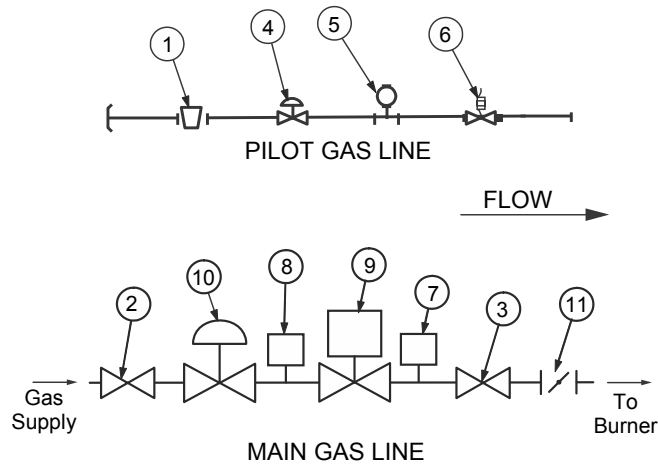 1
4
5
6
PILOT GAS LINE
FLOW
10
8
9
7
2
3
11
Gas
Supply
To
Burner
MAIN GAS LINE